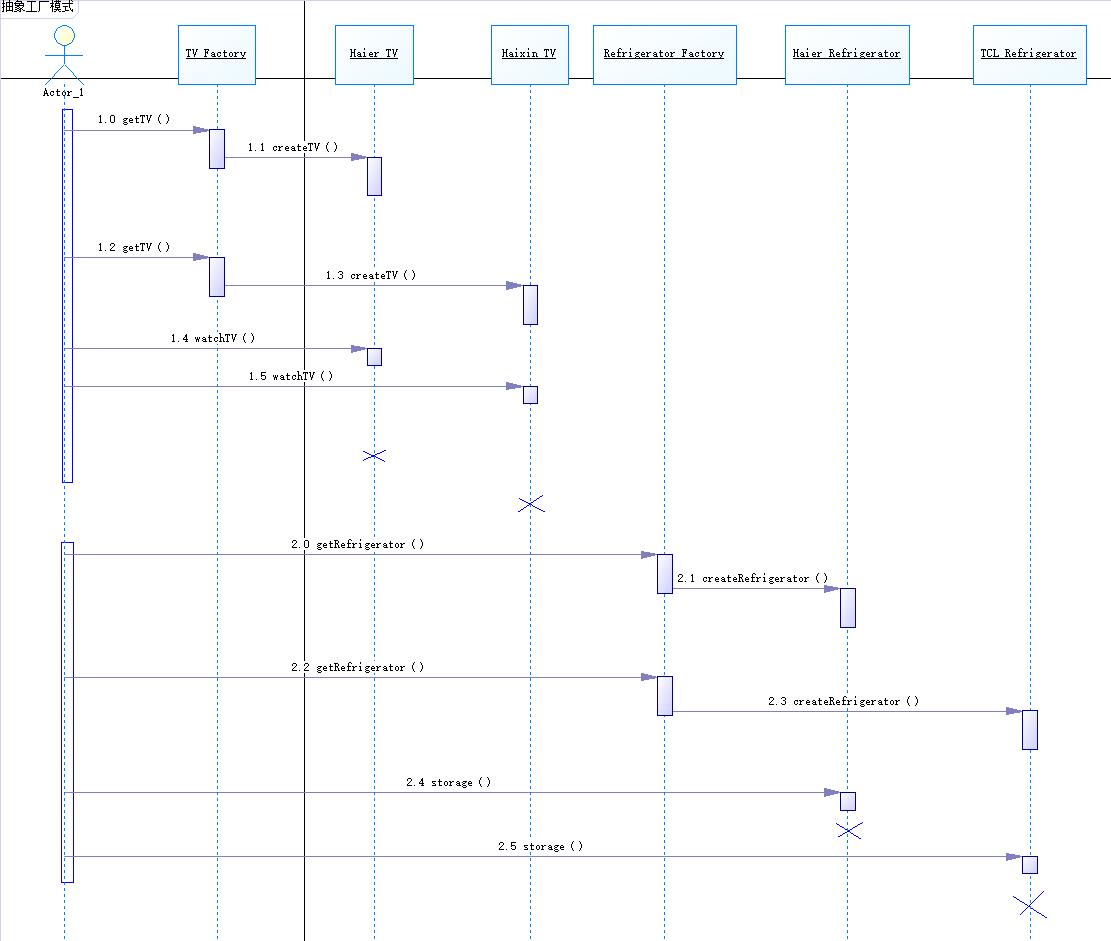 抽象工厂模式
TV Factory
Haier TV
Haixin TV
Refrigerator Factory
Haier Refrigerator
TCL Refrigerator
Actor_1
1.0 getTV ()
1.1 createTV ()
1.2 getTV ()
1.3 createTV ()
1.4 watchTV ()
1.5 watchTV ()
2.0 getRefrigerator ()
2.1 createRefrigerator ()
2.2 getRefrigerator ()
2.3 createRefrigerator ()
2.4 storage ()
2.5 storage ()